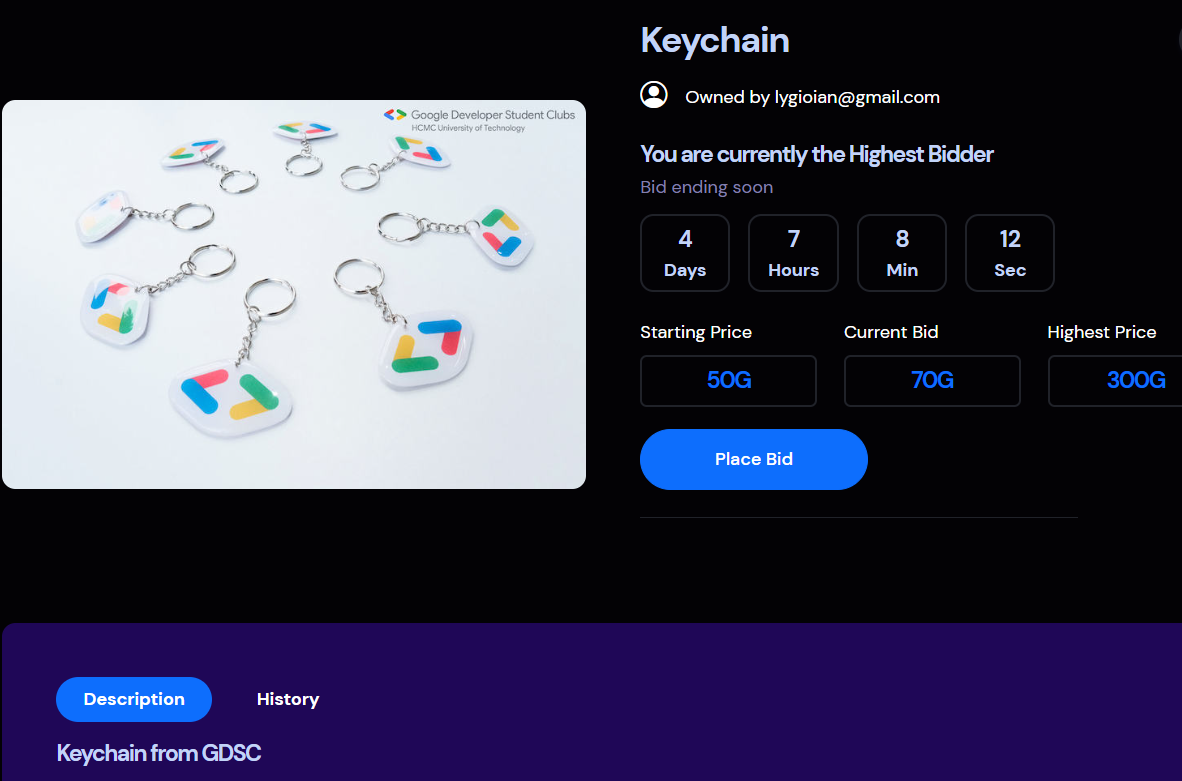 Google Developer Student Clubs
HCMC University of Technology
Keychain
Owned by lygioian@gmail.com
You are currently the Highest Bidder
Bid ending soon
4 7 8 12
Days Hours Min Sec
Starting Price Current Bid Highest Price
50G 70G 300G
Place Bid
Description History
Keychain from GDSC